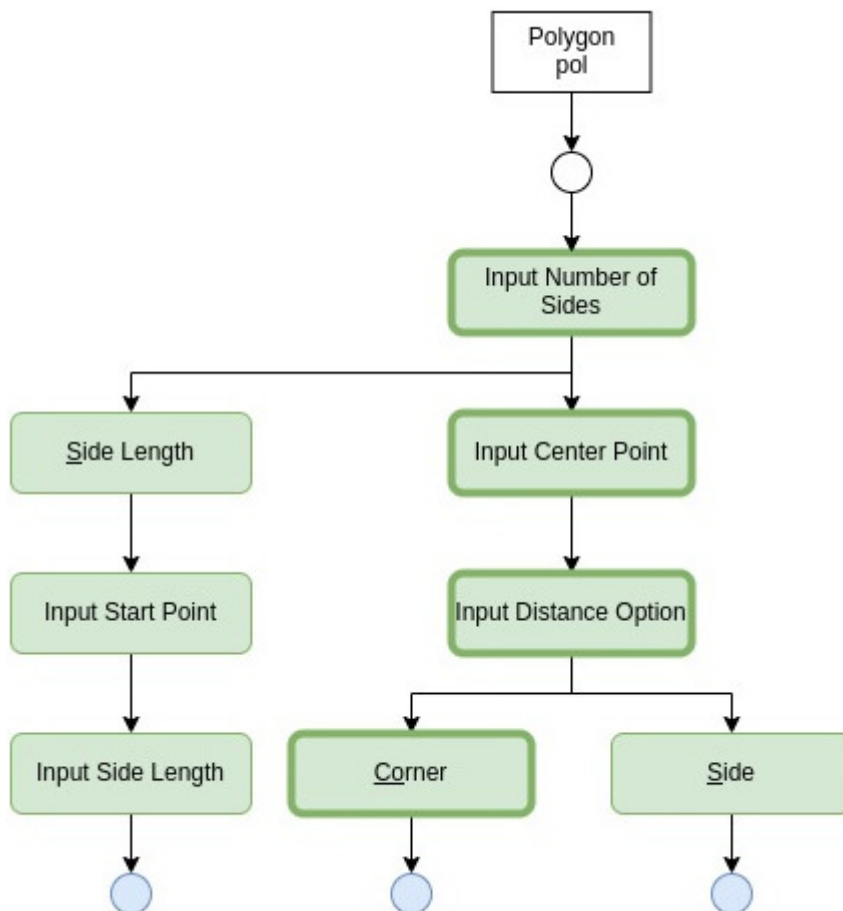 Polygon
pol
Input Number of
Sides
Side Length
Input Center Point
Input Start Point
Input Distance Option
Input Side Length
Corner
Side